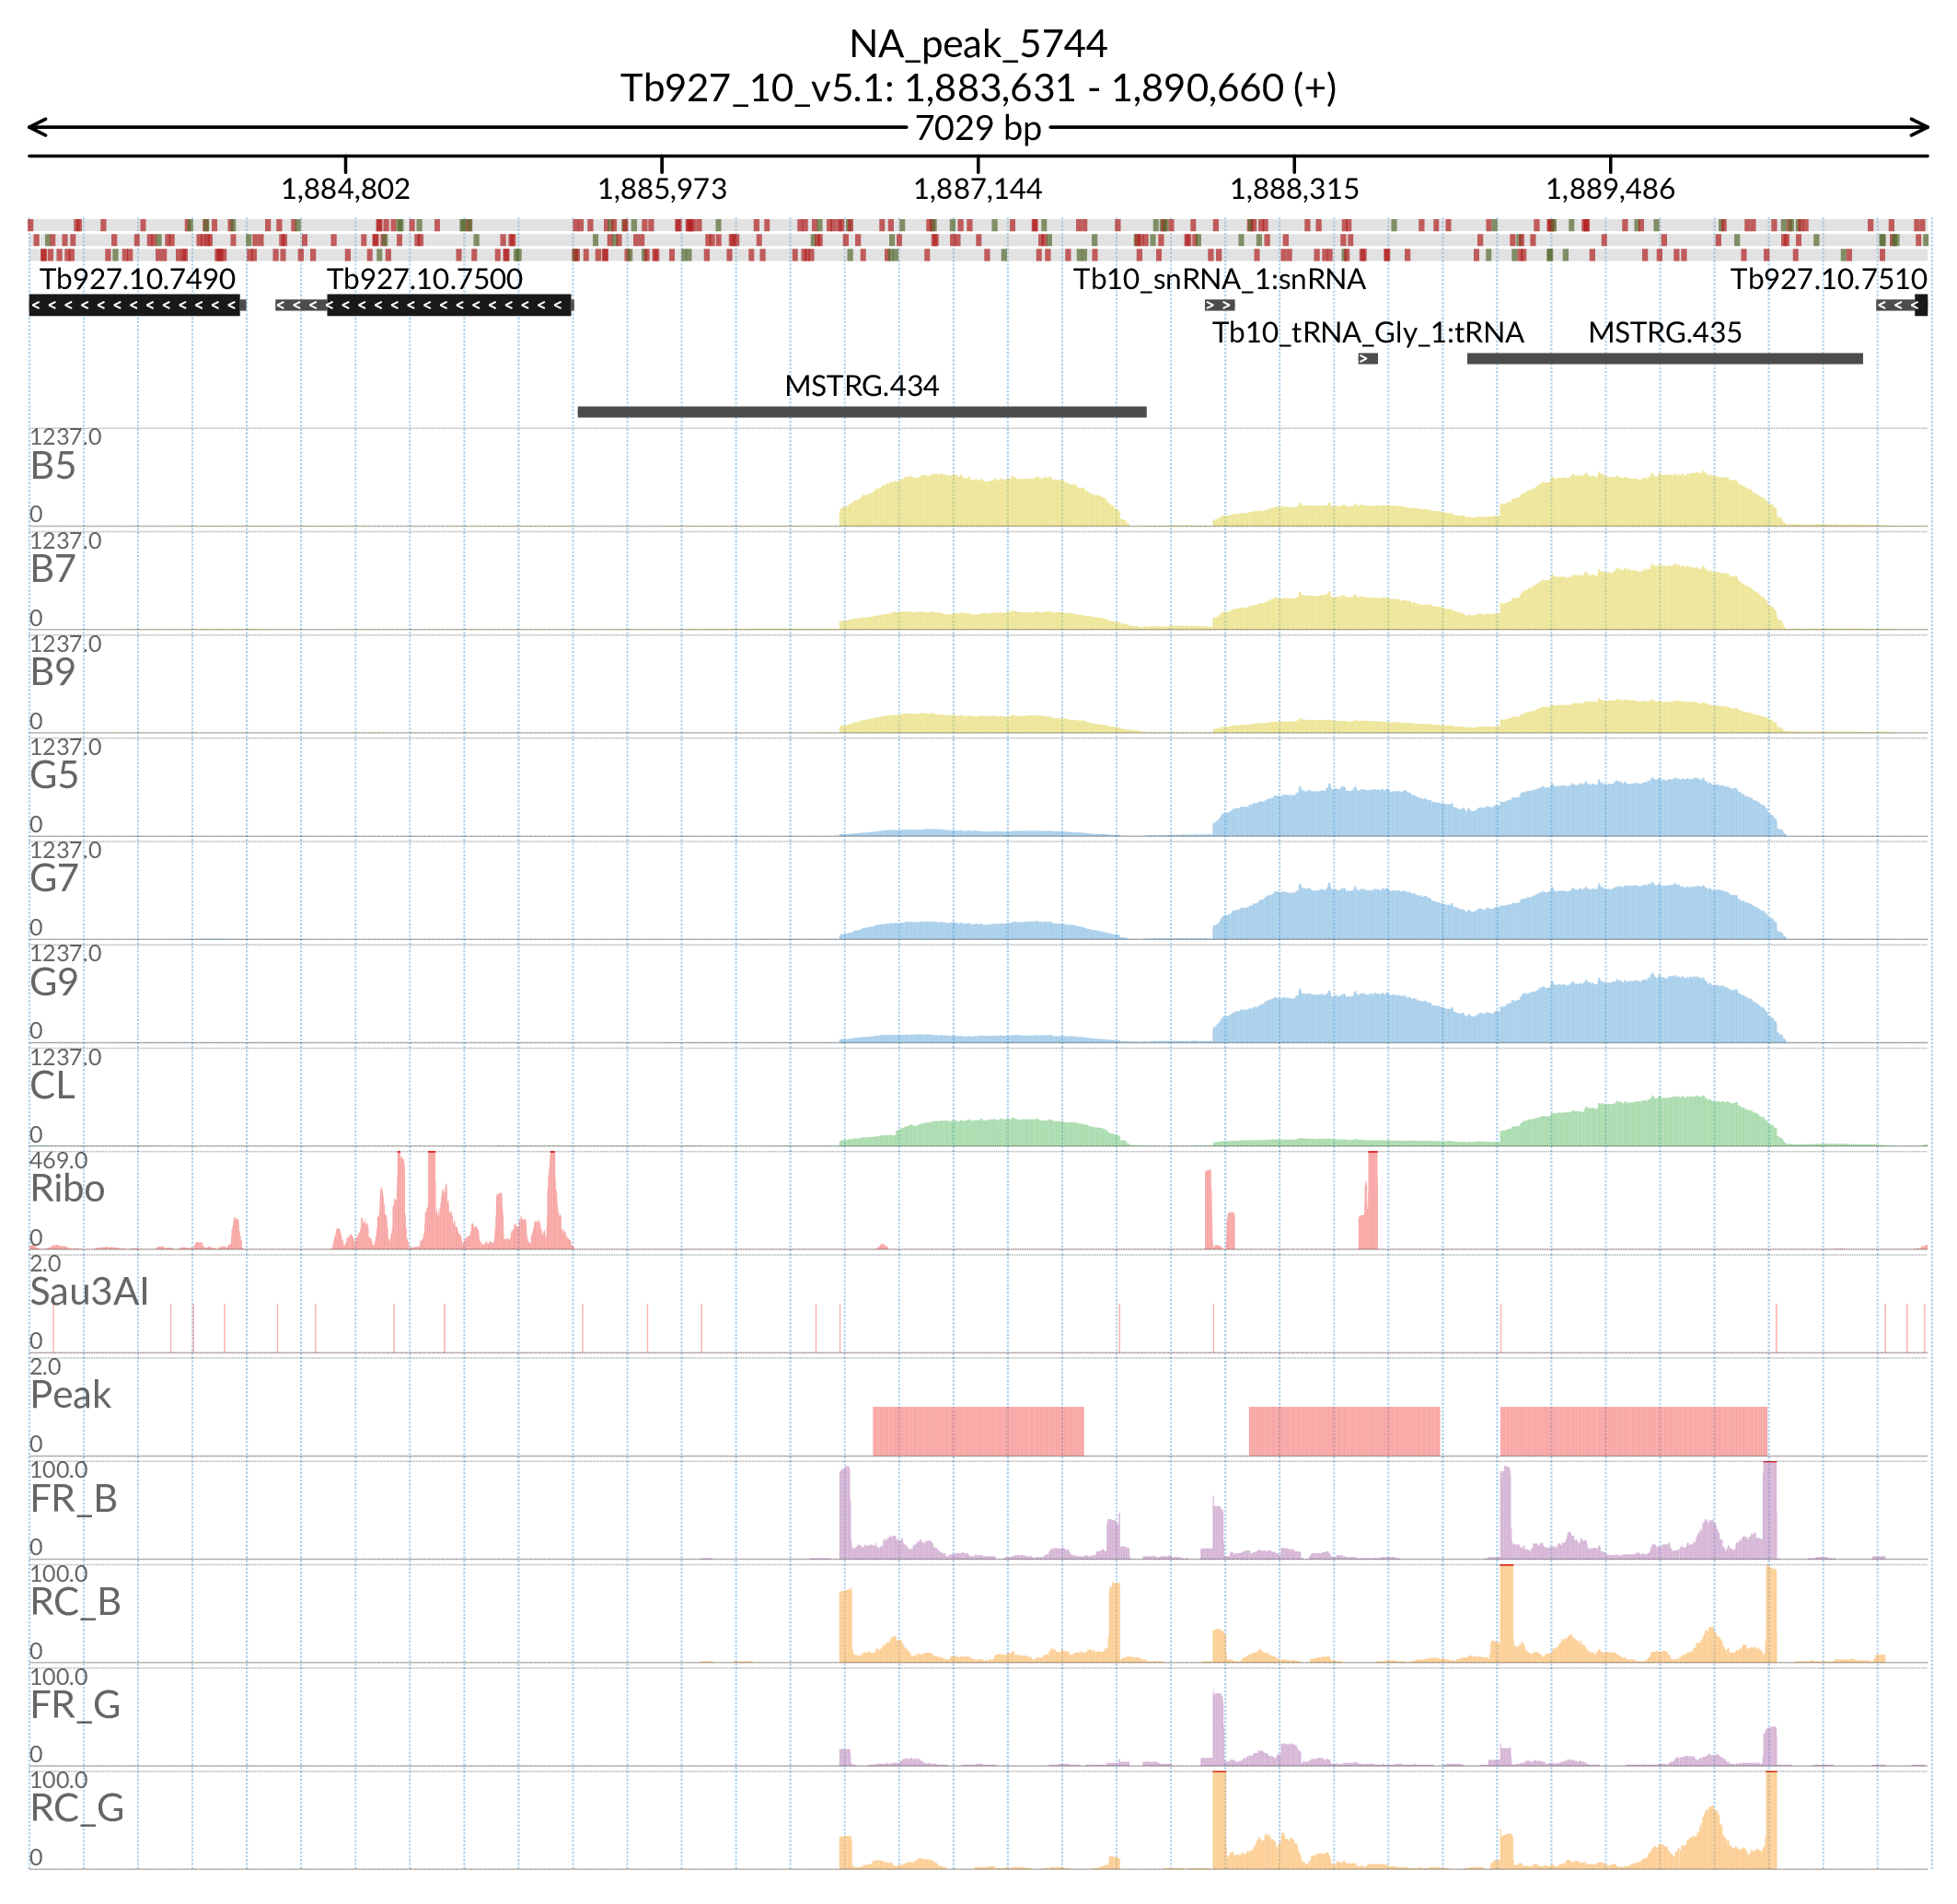 NA_peak_5744
Tb927_10_v5.1: 1,883,631 - 1,890,660 (+)
7029 bp
1,884,802 1,885,973 1,887,144 1,888,315 1,889,486
Tb927.10.7490 Tb927.10.7500 Tb10_snRNA_1:snRNA Tb927.10.7510
Tb10_tRNA_Gly_1:tRNA MSTRG.435
MSTRG.434
1237.0
B5
0
1237.0
B7
0
1237.0
B9
0
1237.0
G5
0
1237.0
G7
0
1237.0
G9
0
1237.0
CL
0
469.0
Ribo
0
2.0
Sau3AI
0
2.0
Peak
0
100.0
FR_B
0
100.0
RC_B
0
100.0
FR_G
0
100.0
RC_G
0